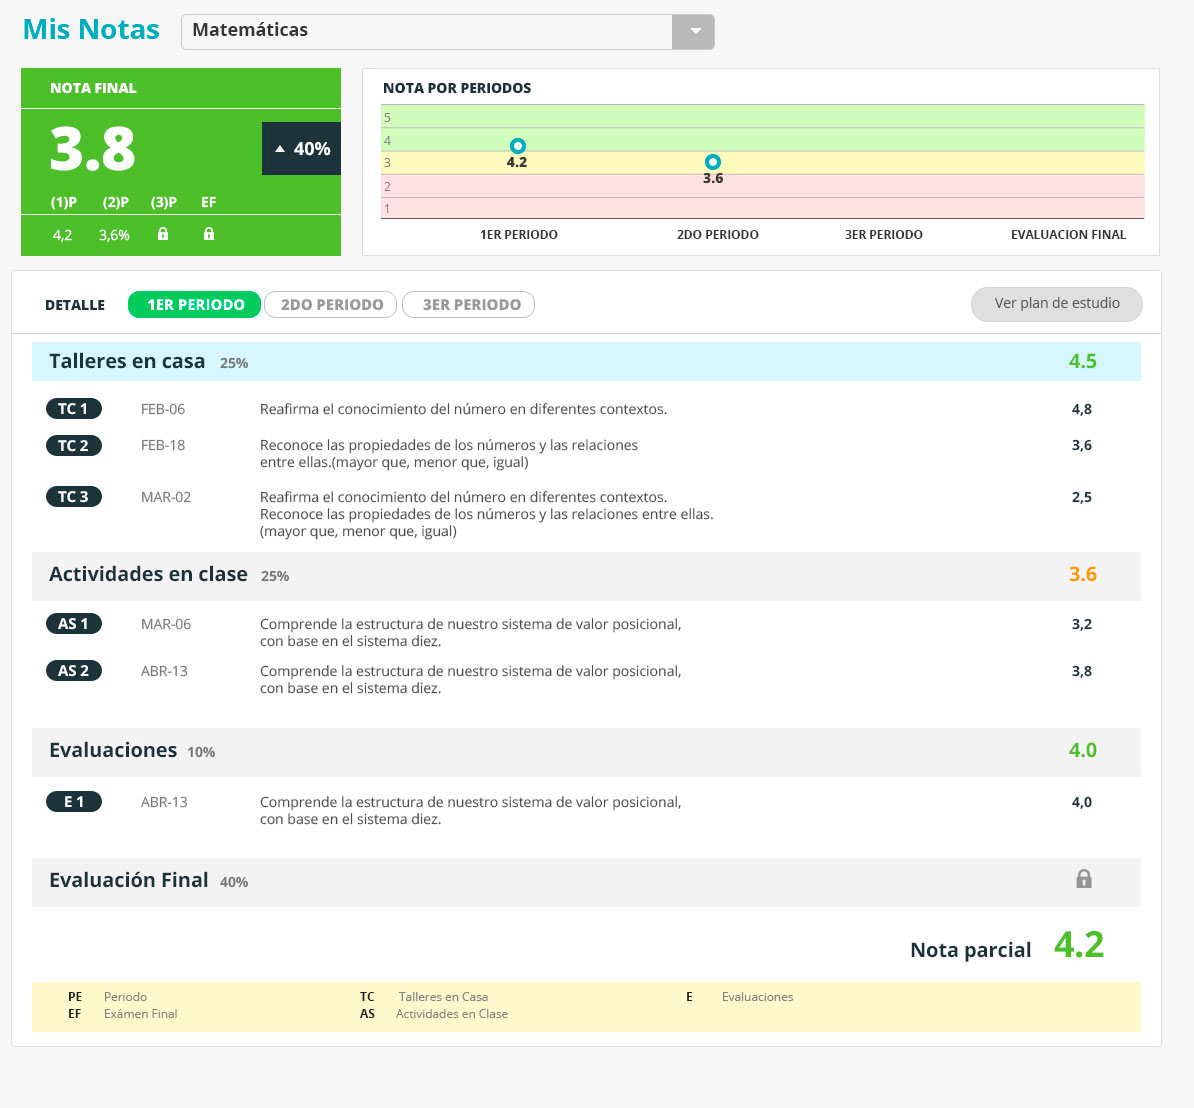 Mis Notas
Matemáticas
NOTA FINAL
3.8
40%
(1)P (2)P (3)P EF
4,2 3,6%
NOTA POR PERIODOS
5
4
3
2
1
4.2
3.6
1ER PERIODO 2DO PERIODO 3ER PERIODO EVALUACION FINAL
DETALLE 1ER PERIODO 2DO PERIODO 3ER PERIODO Ver plan de estudio
Talleres en casa 25% 4.5
TC 1 FEB-06 Reafirma el conocimiento del número en diferentes contextos. 4,8
TC 2 FEB-18 Reconoce las propiedades de los números y las relaciones 3,6
entre ellas.(mayor que, menor que, igual)
TC 3 MAR-02 Reafirma el conocimiento del número en diferentes contextos. 2,5
Reconoce las propiedades de los números y las relaciones entre ellas.
(mayor que, menor que, igual)
Actividades en clase 25% 3.6
AS 1 MAR-06 Comprende la estructura de nuestro sistema de valor posicional, 3,2
con base en el sistema diez.
AS 2 ABR-13 Comprende la estructura de nuestro sistema de valor posicional, 3,8
con base en el sistema diez.
Evaluaciones 10% 4.0
E 1 ABR-13 Comprende la estructura de nuestro sistema de valor posicional, 4,0
con base en el sistema diez.
Evaluación Final 40%
Nota parcial 4.2
PE Periodo TC Talleres en Casa E Evaluaciones
EF Exámen Final AS Actividades en Clase